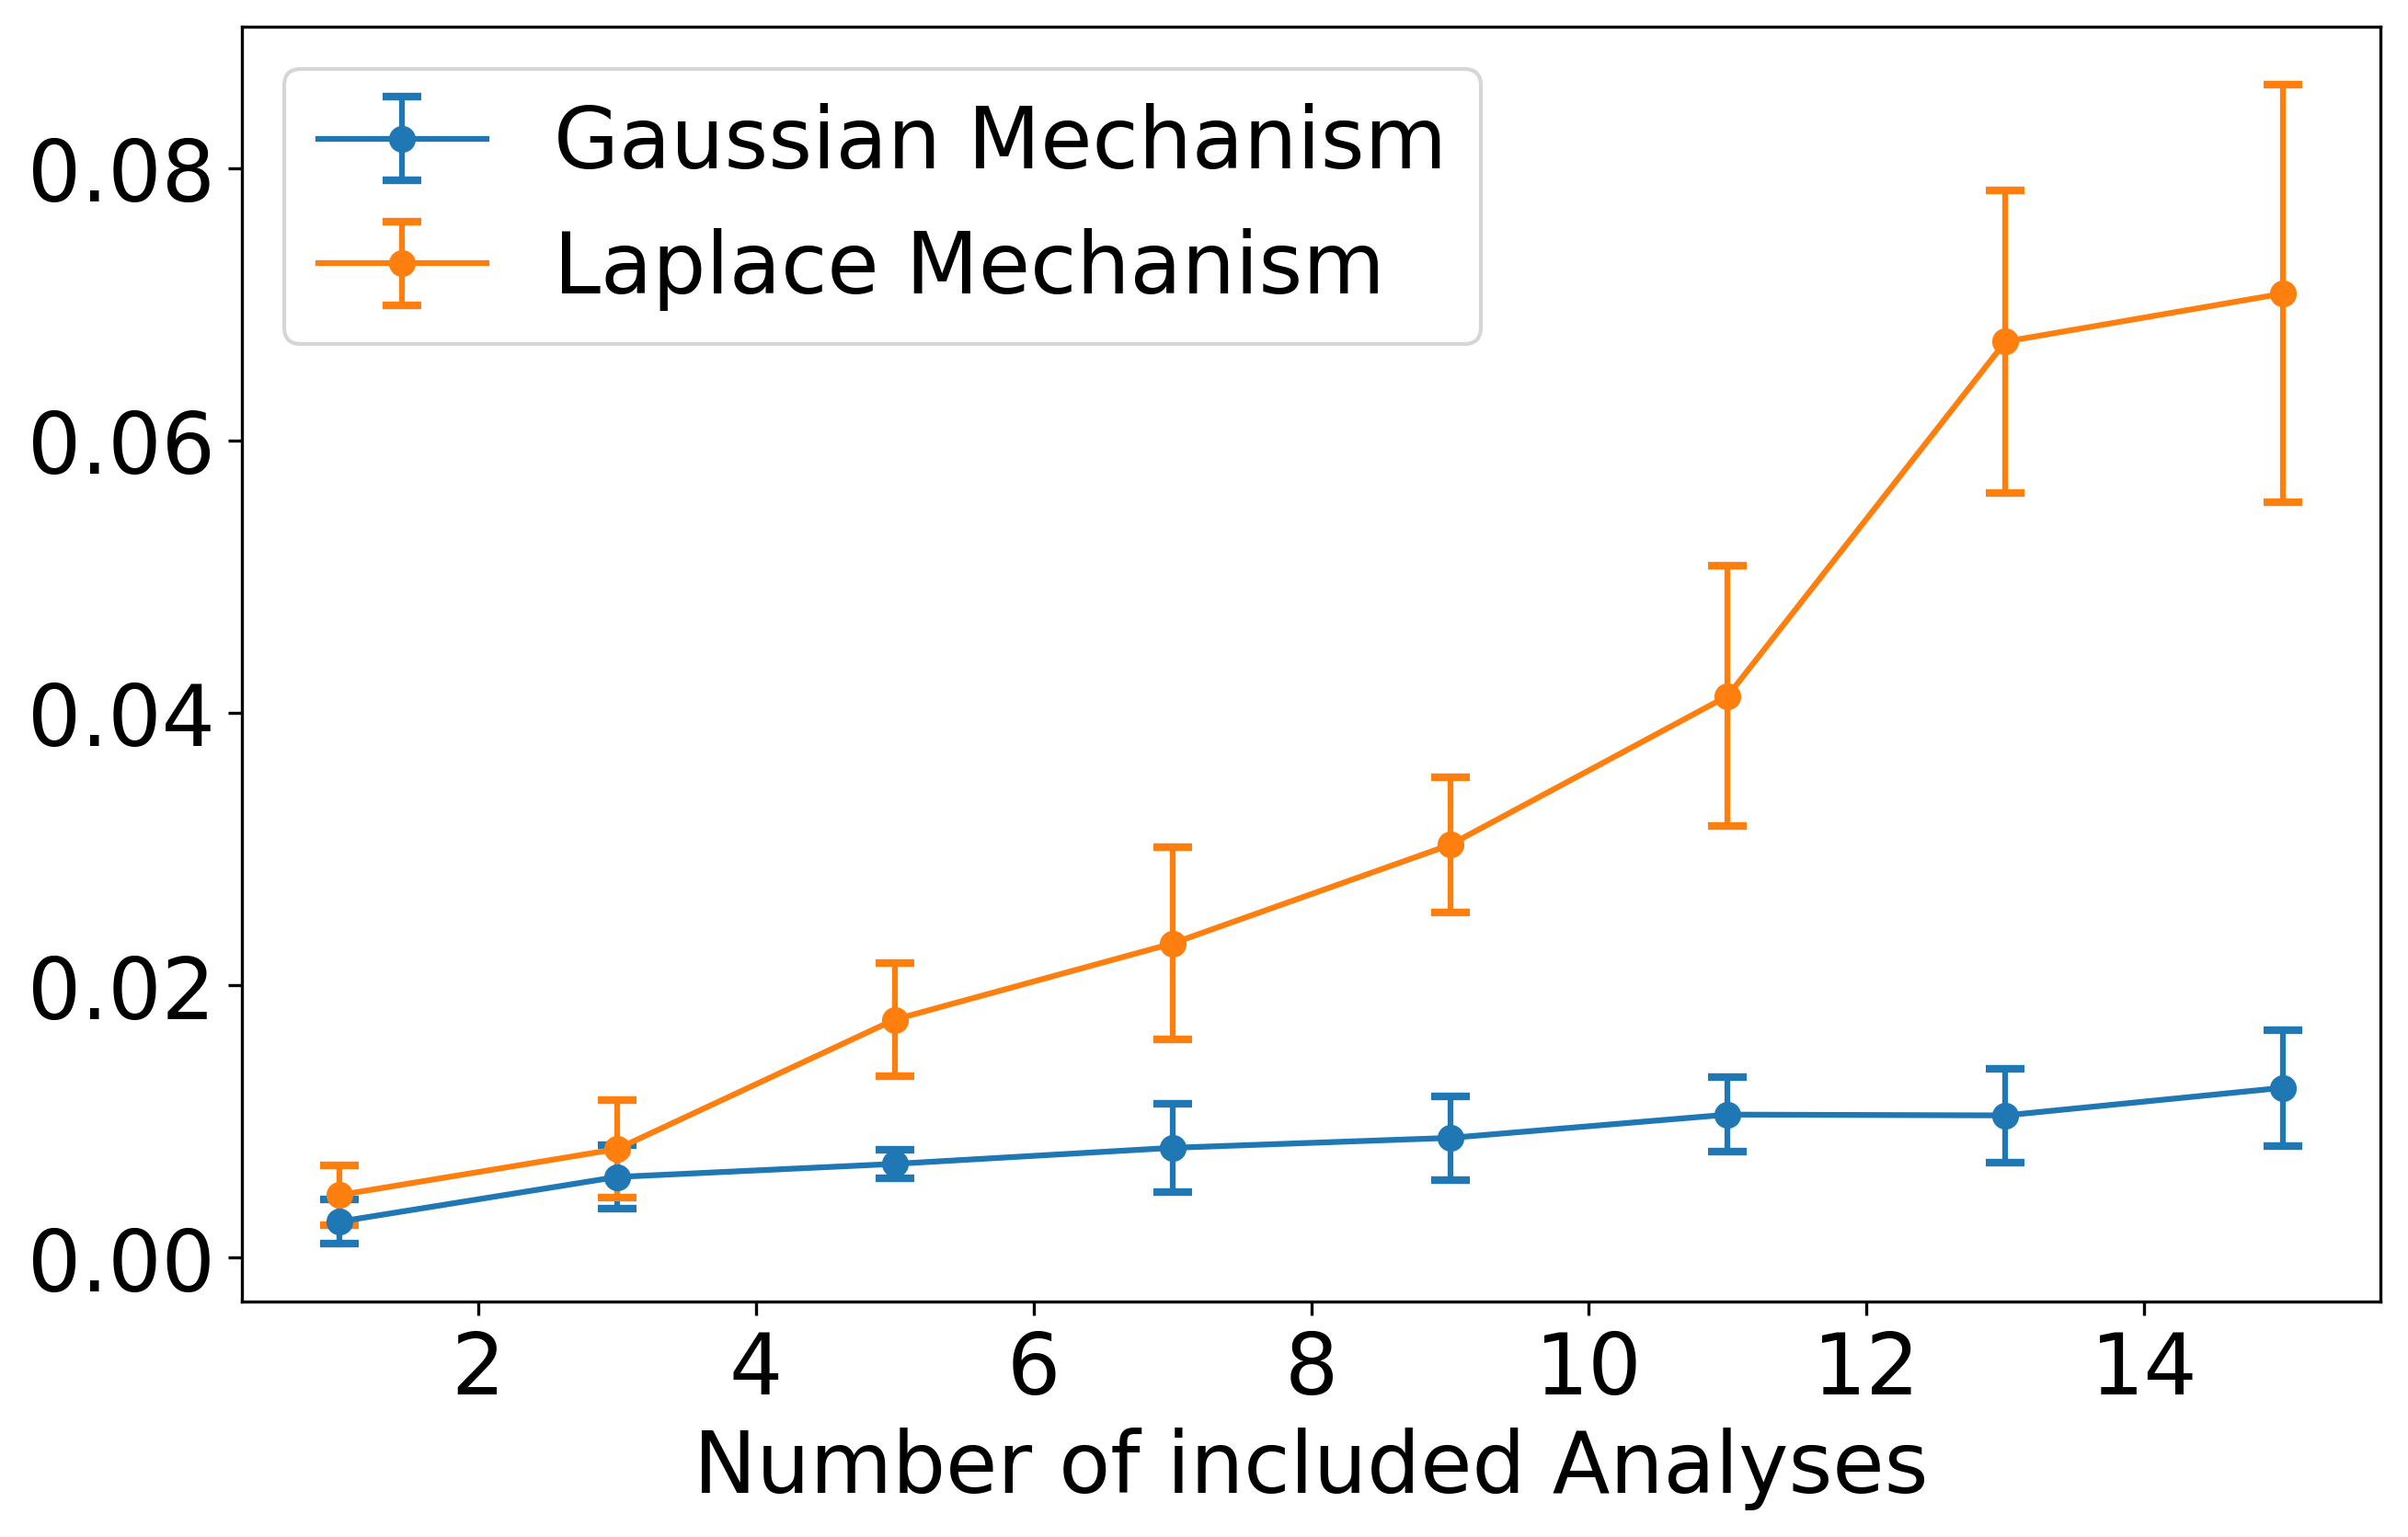 Gaussian Mechanism
Laplace Mechanism
0.08
0.06
0.04
0.02
0.00
2 4 6 8 10 12 14
Number of included Analyses